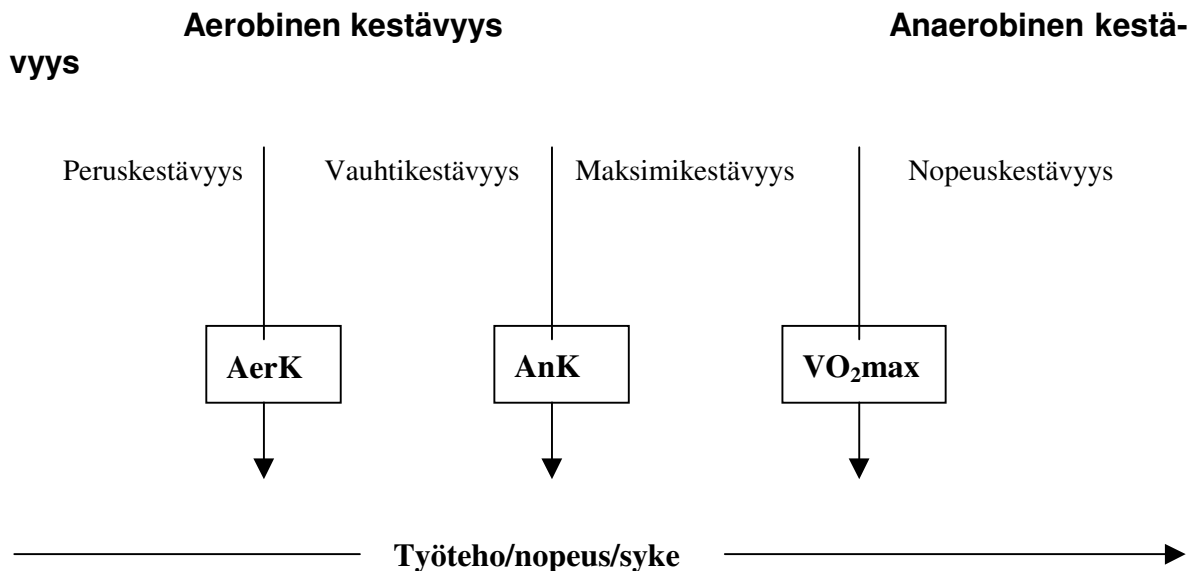 Aerobinen kestävyys Anaerobinen kestä-
vyys
Peruskestävyys Vauhtikestävyys Maksimikestävyys Nopeuskestävyys
AerK AnK VO₂max
Työteho/nopeus/syke